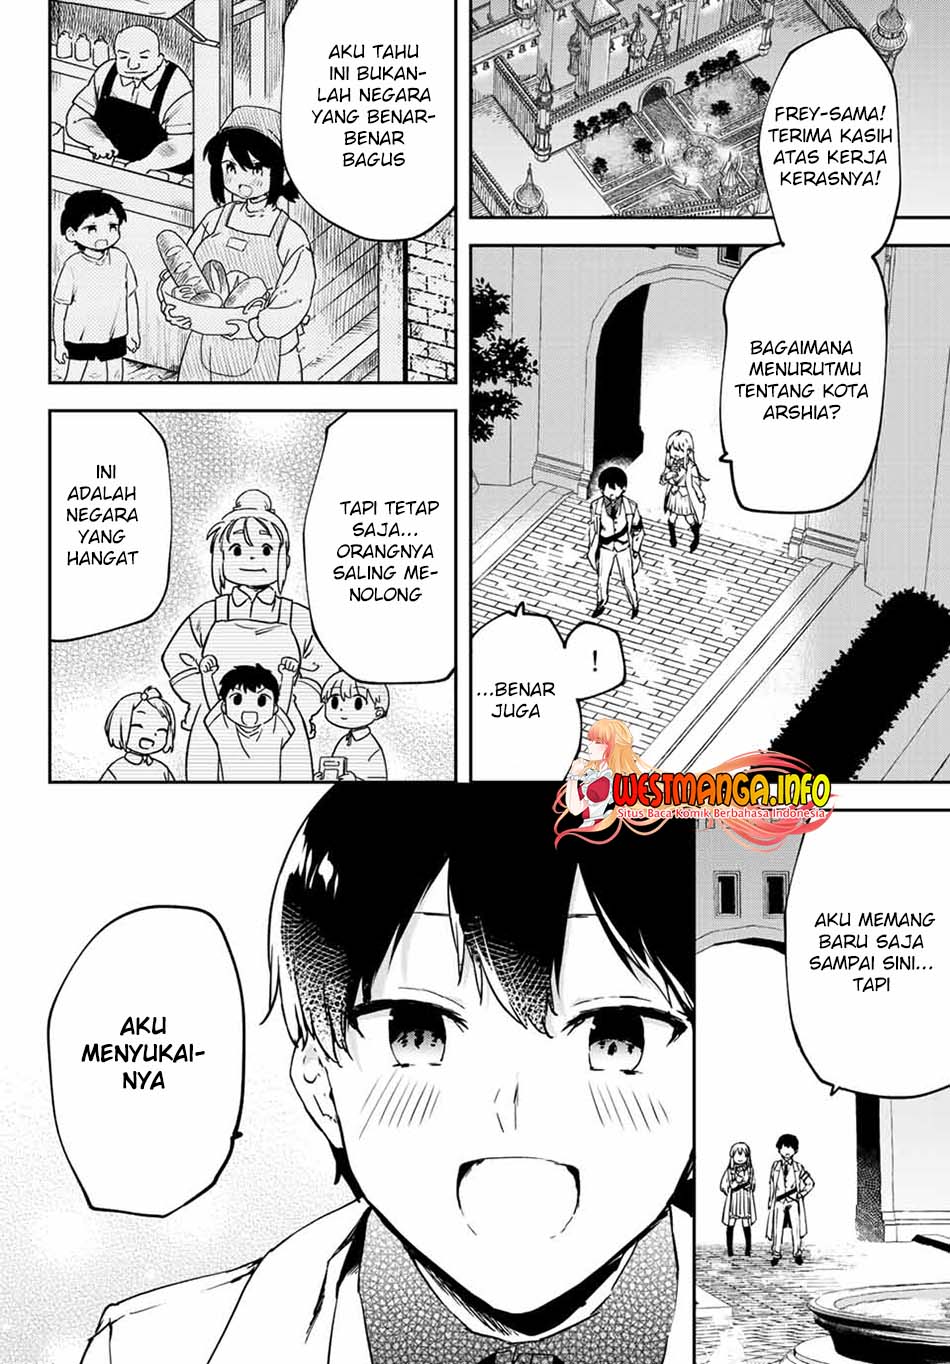 FREY-SAMA!
TERIMA KASIH
ATAS KERJA
KERASNYA!
BAGAIMANA
MENURUTMU
TENTANG KOTA
ARSHIA?
!
...BENAR
JUGA
AKU TAHU
INI BUKAN-
LAH NEGARA
YANG BENAR-
BENAR
BAGUS
TAPI TETAP
SAJA...
ORANGNYA
SALING ME-
NOLONG
INI
ADALAH
NEGARA
YANG
HANGAT
WESTMANGA.INFO
Situs Baca Komik Berbahasa Indonesia
AKU MEMANG
BARU SAJA
SAMPAI SINI...
TAPI
AKU
MENYUKAI-
NYA